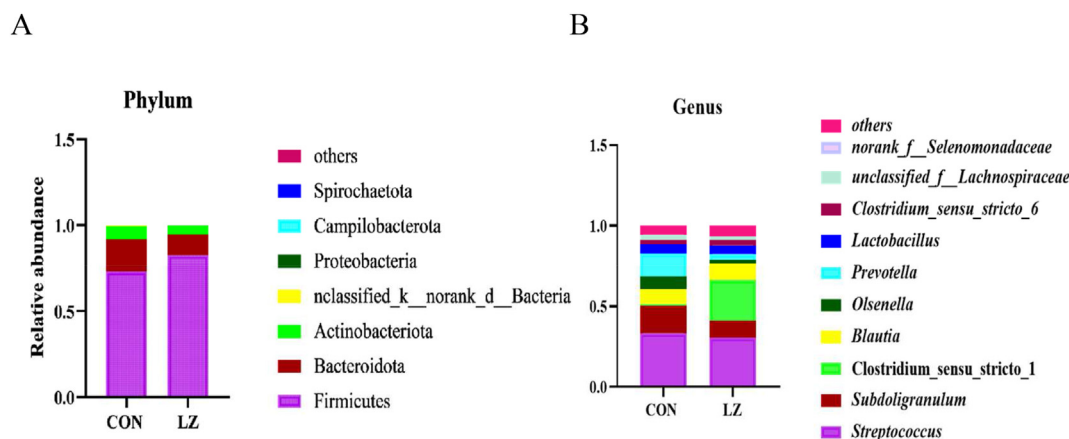 A
Phylum
Relative abundance
1.5
1.0
0.5
0.0
CON
LZ
others
Spirochaetota
Campilobacterota
Proteobacteria
nclassified_k__norank_d__Bacteria
Actinobacteriota
Bacteroidota
Firmicutes
B
Genus
1.5
1.0
0.5
0.0
CON
LZ
others
norank_f__Selenomonadaceae
unclassified_f__Lachnospiraceae
Clostridium_sensu_stricto_6
Lactobacillus
Prevotella
Olsenella
Blautia
Clostridium_sensu_stricto_1
Subdoligranulum
Streptococcus